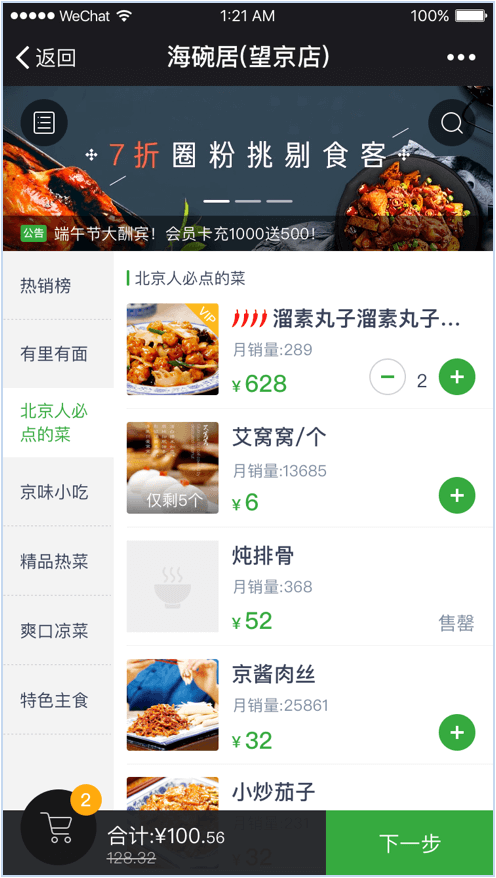 WeChat
1:21 AM
100%
返回
海碗居(望京店)
7折圈粉挑剔食客
公告
端午节大酬宾！会员卡充1000送500！
热销榜
有里有面
北京人必
点的菜
京味小吃
精品热菜
爽口凉菜
特色主食
北京人必点的菜
VIP
溜素丸子溜素丸子...
月销量:289
¥ 628
2
艾窝窝/个
月销量:13685
仅剩5个
¥ 6
炖排骨
月销量:368
¥ 52
售罄
京酱肉丝
月销量:25861
¥ 32
小炒茄子
¥ 32
2
合计:¥100.56
128.32
下一步